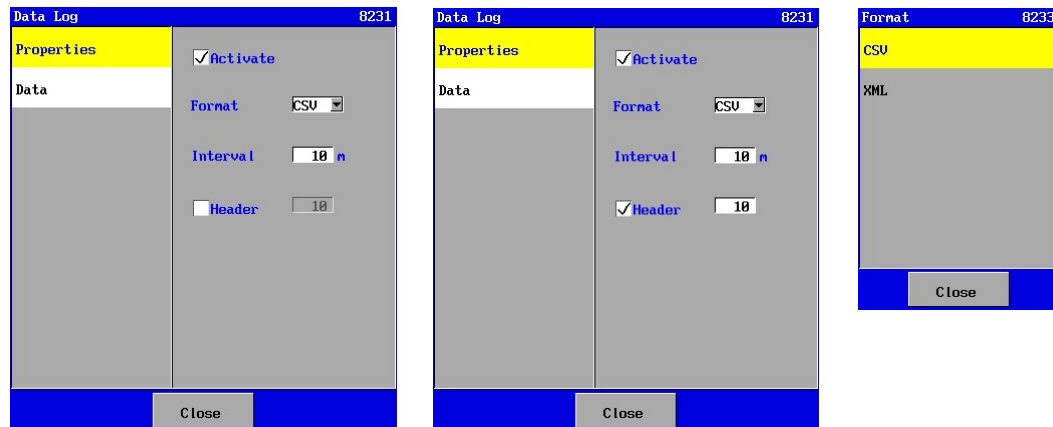 Data Log 8231
Properties
Data
Activate
Format CSV
Interval 10 m
Header 10
Close
Data Log 8231
Properties
Data
Activate
Format CSV
Interval 10 m
Header 10
Close
Format 8233
CSV
XML
Close